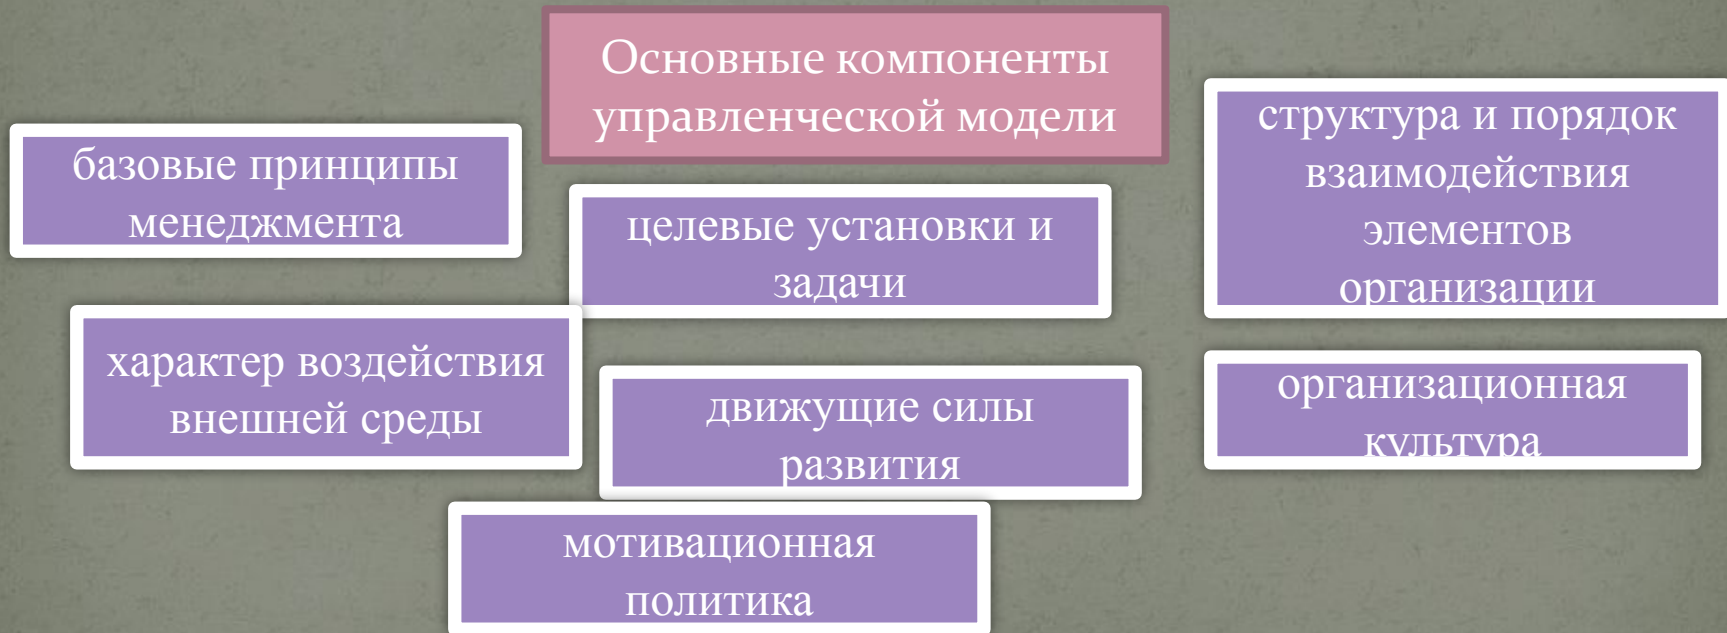 Основные компоненты
управленческой модели
базовые принципы
менеджмента
целевые установки и
задачи
структура и порядок
взаимодействия
элементов
организации
характер воздействия
внешней среды
движущие силы
развития
организационная
культура
мотивационная
политика